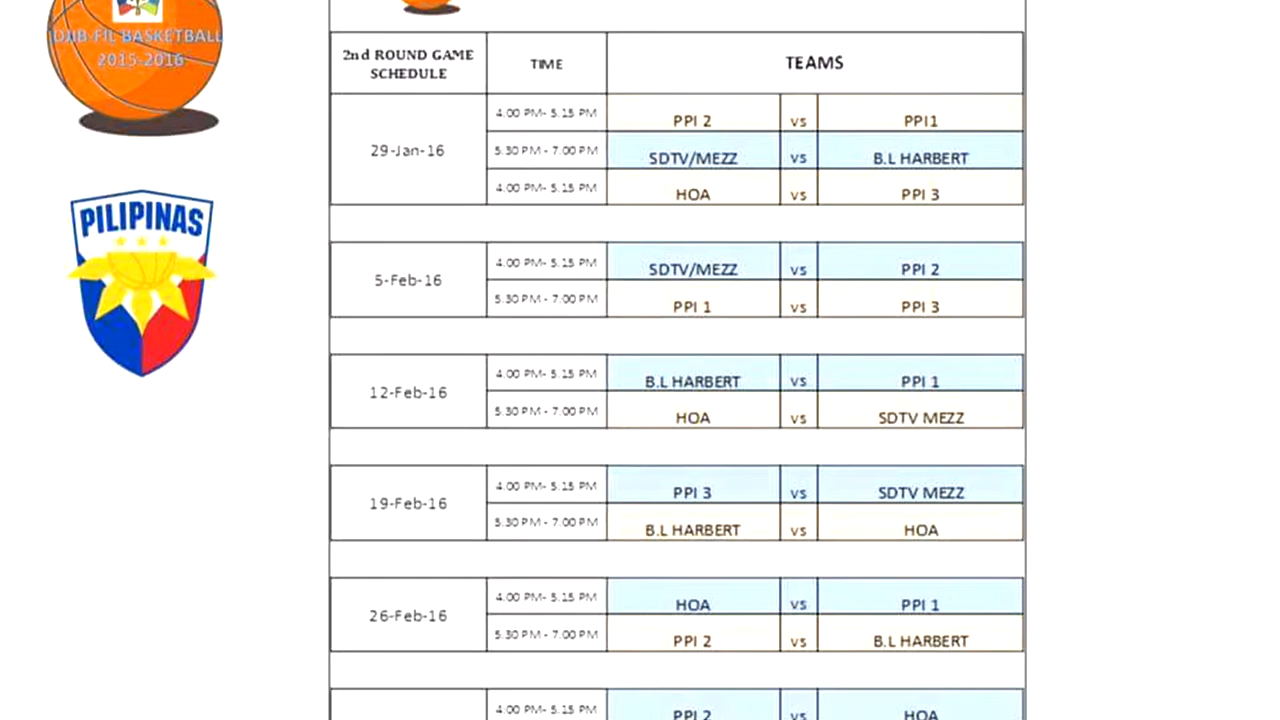 DJIB-FIL BASKETBALL
2015-2016
PILIPINAS
2nd ROUND GAME SCHEDULE TIME TEAMS
29-Jan-16
4.00 PM- 5.15 PM PPI 2 vs PPI1
5.30 PM - 7.00 PM SDTV/MEZZ vs B.L HARBERT
4.00 PM- 5.15 PM HOA vs PPI 3
5-Feb-16
4.00 PM- 5.15 PM SDTV/MEZZ vs PPI 2
5.30 PM - 7.00 PM PPI 1 vs PPI 3
12-Feb-16
4.00 PM- 5.15 PM B.L HARBERT vs PPI 1
5.30 PM - 7.00 PM HOA vs SDTV MEZZ
19-Feb-16
4.00 PM- 5.15 PM PPI 3 vs SDTV MEZZ
5.30 PM - 7.00 PM B.L HARBERT vs HOA
26-Feb-16
4.00 PM- 5.15 PM HOA vs PPI 1
5.30 PM - 7.00 PM PPI 2 vs B.L HARBERT
4.00 PM- 5.15 PM PPI 2 vs HOA